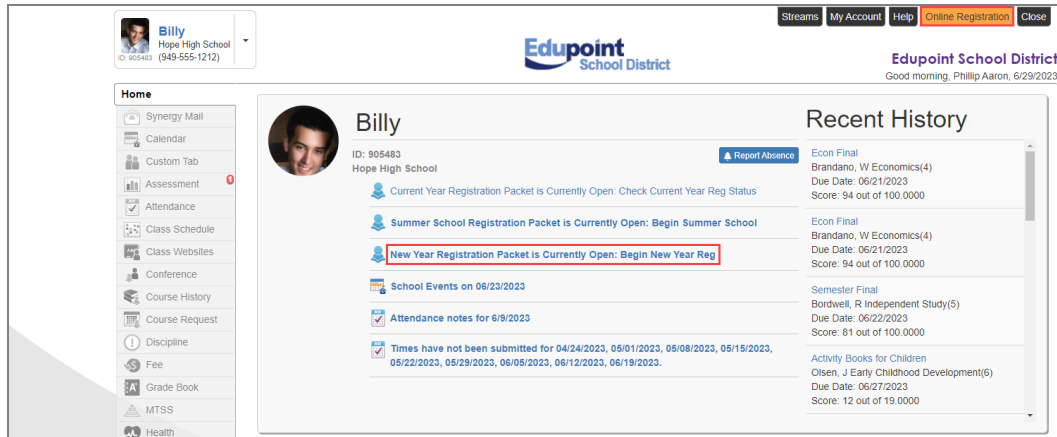 Streams My Account Help Online Registration Close
Billy
Hope High School
ID: 905483 (949-555-1212)
Edupoint
School District
Edupoint School District
Good morning, Phillip Aaron, 6/29/2023
Home
Synergy Mail
Calendar
Custom Tab
Assessment 1
Attendance
Class Schedule
Class Websites
Conference
Course History
Course Request
Discipline
Fee
Grade Book
MTSS
Health
Billy
ID: 905483
Hope High School
Report Absence
Current Year Registration Packet is Currently Open: Check Current Year Reg Status
Summer School Registration Packet is Currently Open: Begin Summer School
New Year Registration Packet is Currently Open: Begin New Year Reg
School Events on 06/23/2023
Attendance notes for 6/9/2023
Times have not been submitted for 04/24/2023, 05/01/2023, 05/08/2023, 05/15/2023,
05/22/2023, 05/29/2023, 06/05/2023, 06/12/2023, 06/19/2023.
Recent History
Econ Final
Brandano, W Economics(4)
Due Date: 06/21/2023
Score: 94 out of 100.0000
Econ Final
Brandano, W Economics(4)
Due Date: 06/21/2023
Score: 94 out of 100.0000
Semester Final
Bordwell, R Independent Study(5)
Due Date: 06/22/2023
Score: 81 out of 100.0000
Activity Books for Children
Olsen, J Early Childhood Development(6)
Due Date: 06/27/2023
Score: 12 out of 19.0000